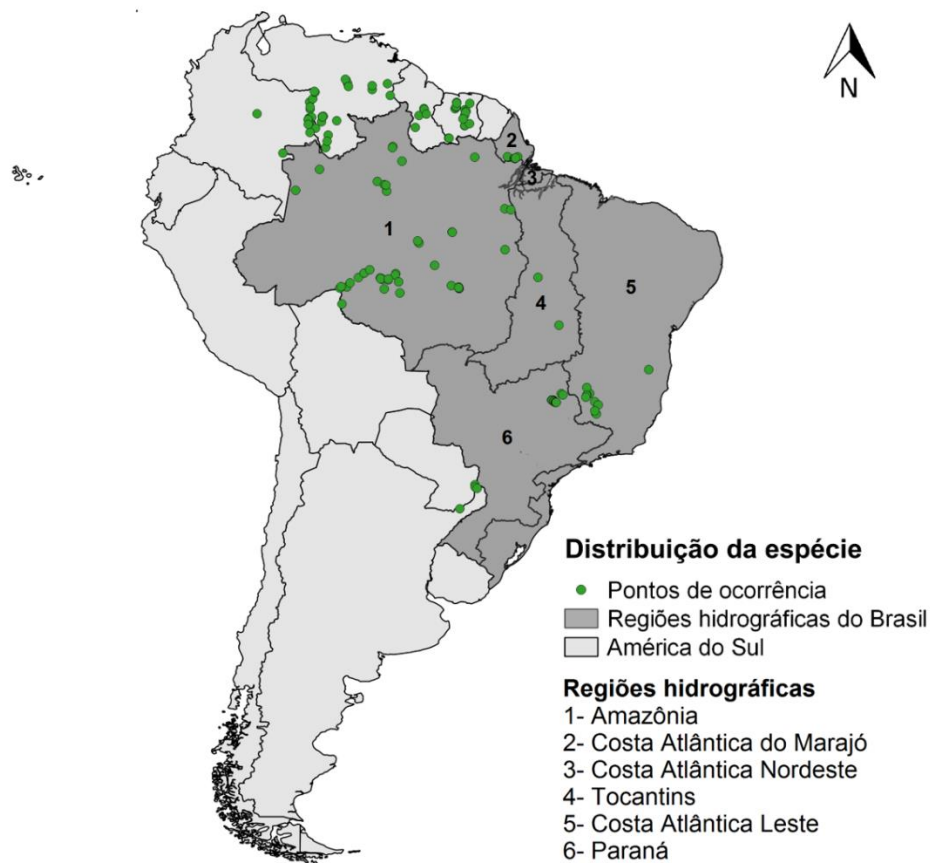 N
2
3
1
5
4
6
Distribuição da espécie
Pontos de ocorrência
Regiões hidrográficas do Brasil
América do Sul
Regiões hidrográficas
1- Amazônia
2- Costa Atlântica do Marajó
3- Costa Atlântica Nordeste
4- Tocantins
5- Costa Atlântica Leste
6- Paraná